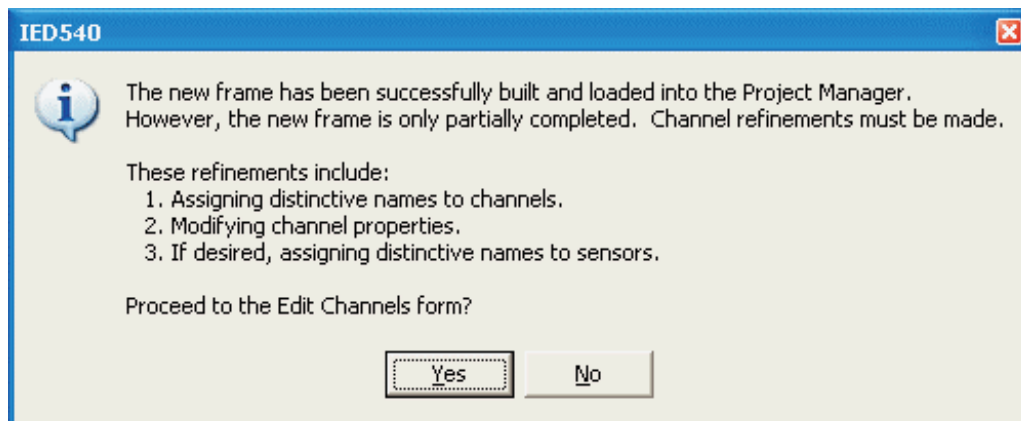 IED540
The new frame has been successfully built and loaded into the Project Manager.
However, the new frame is only partially completed.  Channel refinements must be made.
These refinements include:
1. Assigning distinctive names to channels.
2. Modifying channel properties.
3. If desired, assigning distinctive names to sensors.
Proceed to the Edit Channels form?
Yes
No